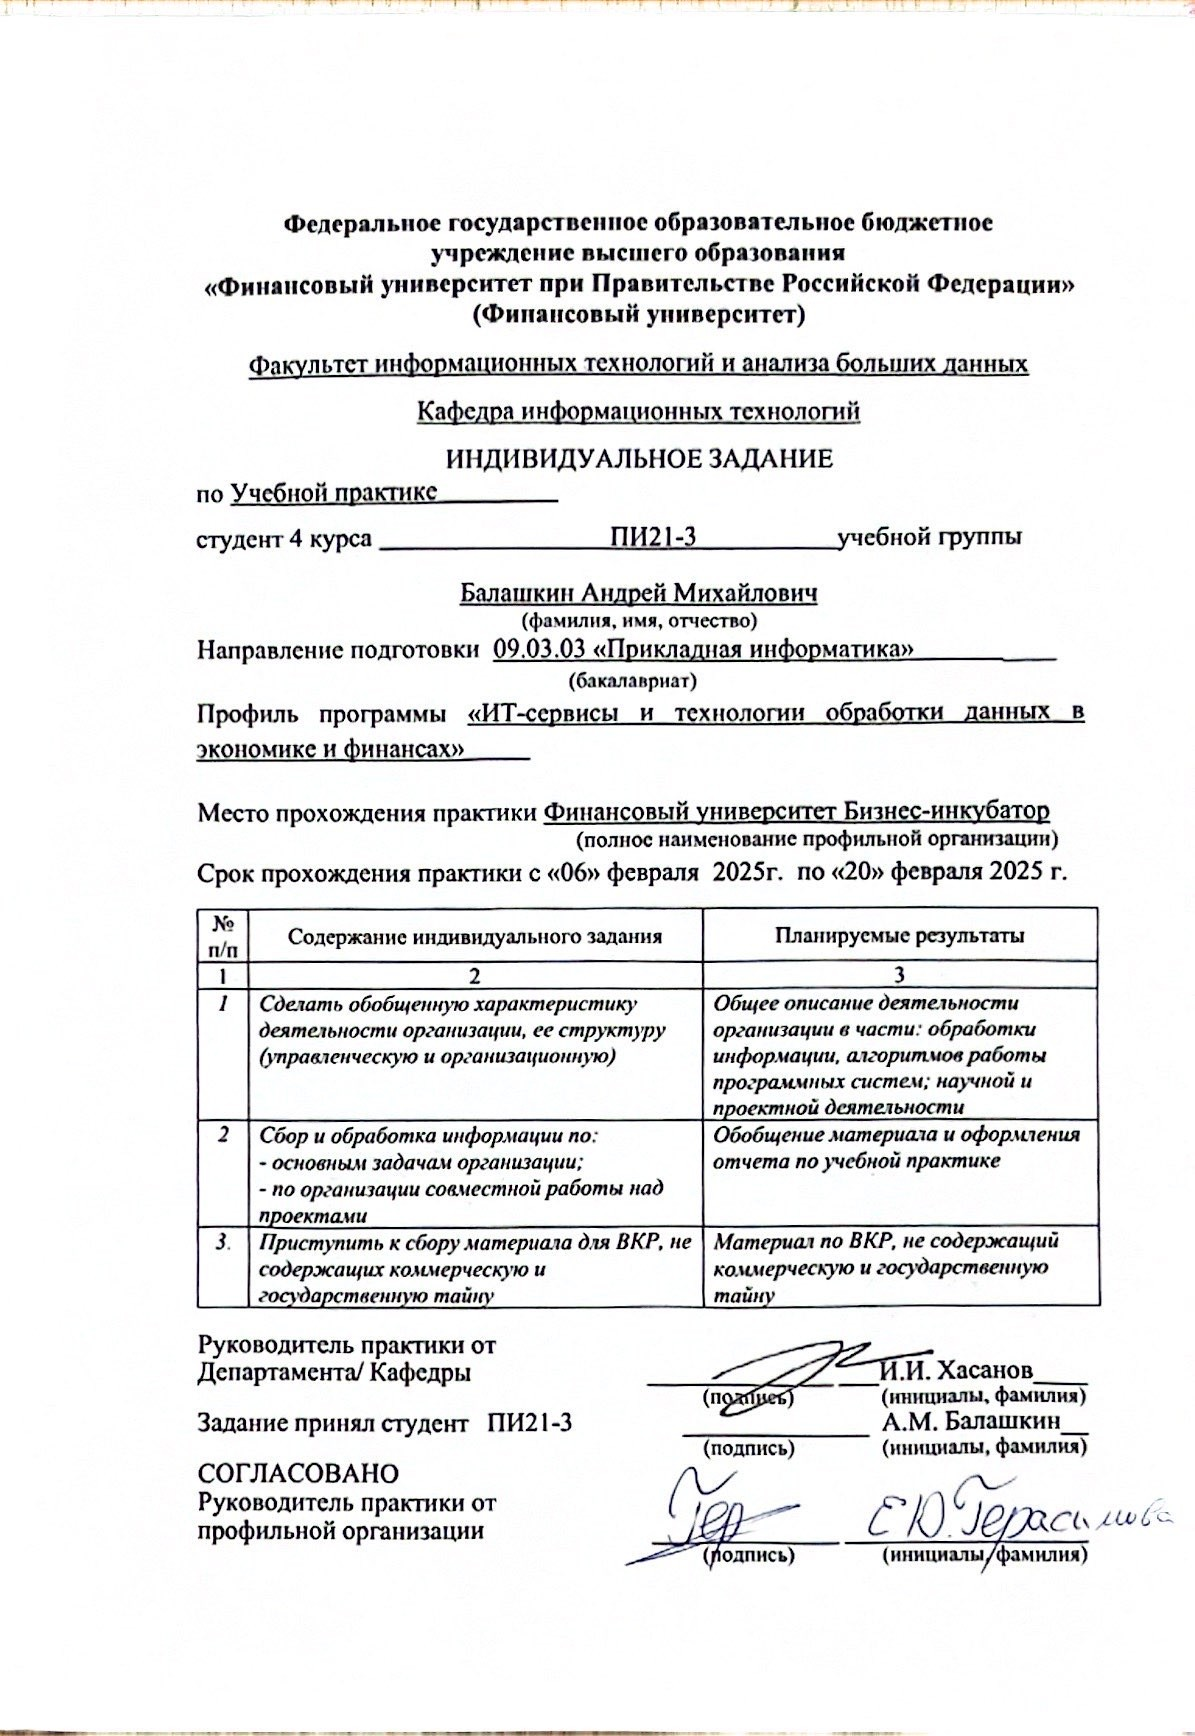 Федеральное государственное образовательное бюджетное
учреждение высшего образования
«Финансовый университет при Правительстве Российской Федерации»
(Финансовый университет)
Факультет информационных технологий и анализа больших данных
Кафедра информационных технологий
ИНДИВИДУАЛЬНОЕ ЗАДАНИЕ
по Учебной практике
студент 4 курса ПИ21-3 учебной группы
Балашкин Андрей Михайлович
(фамилия, имя, отчество)
Направление подготовки 09.03.03 «Прикладная информатика»
(бакалавриат)
Профиль программы «ИТ-сервисы и технологии обработки данных в
экономике и финансах»
Место прохождения практики Финансовый университет Бизнес-инкубатор
(полное наименование профильной организации)
Срок прохождения практики с «06» февраля 2025г. по «20» февраля 2025 г.
№
п/п
Содержание индивидуального задания
Планируемые результаты
1
2
3
1
Сделать обобщенную характеристику
деятельности организации, ее структуру
(управленческую и организационную)
Общее описание деятельности
организации в части: обработки
информации, алгоритмов работы
программных систем; научной и
проектной деятельности
2
Сбор и обработка информации по:
- основным задачам организации;
- по организации совместной работы над
проектами
Обобщение материала и оформления
отчета по учебной практике
3.
Приступить к сбору материала для ВКР, не
содержащих коммерческую и
государственную тайну
Материал по ВКР, не содержащий
коммерческую и государственную
тайну
Руководитель практики от
Департамента/ Кафедры И.И. Хасанов
(подпись) (инициалы, фамилия)
Задание принял студент ПИ21-3 А.М. Балашкин
(подпись) (инициалы, фамилия)
СОГЛАСОВАНО
Руководитель практики от
профильной организации Гер Е.Ю. Герасимова
(подпись) (инициалы, фамилия)